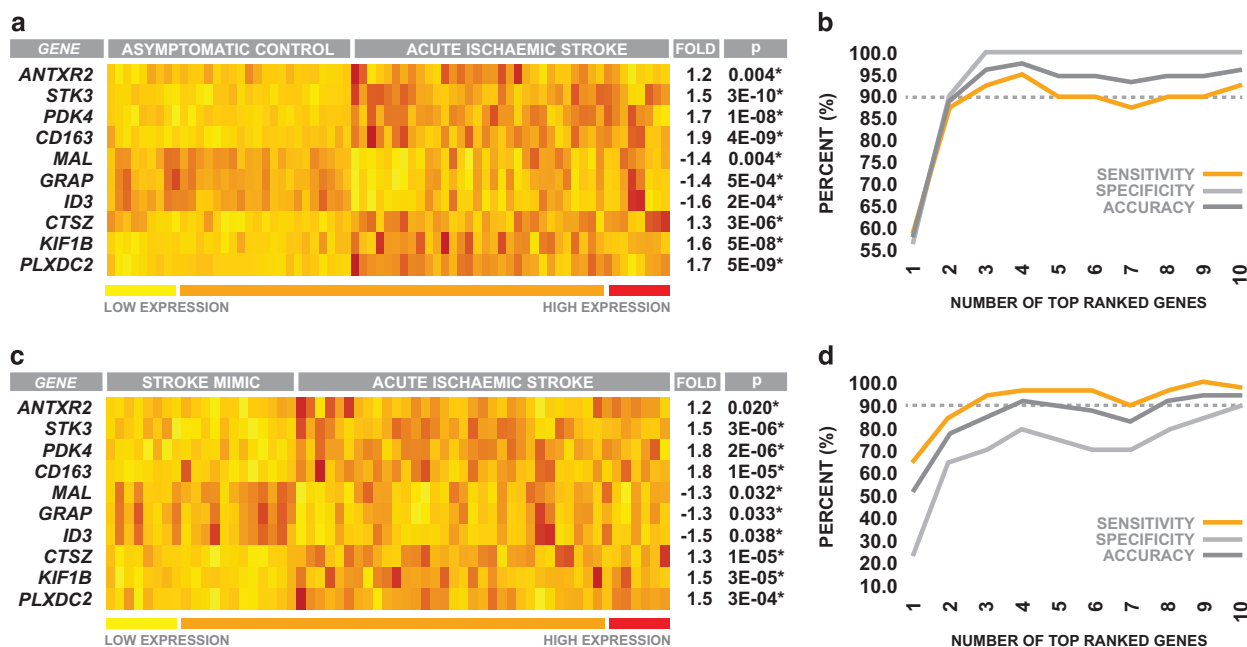 a
GENE ASYMPTOMATIC CONTROL ACUTE ISCHAEMIC STROKE FOLD p
ANTXR2 1.2 0.004*
STK3 1.5 3E-10*
PDK4 1.7 1E-08*
CD163 1.9 4E-09*
MAL -1.4 0.004*
GRAP -1.4 5E-04*
ID3 -1.6 2E-04*
CTSZ 1.3 3E-06*
KIF1B 1.6 5E-08*
PLXDC2 1.7 5E-09*
LOW EXPRESSION HIGH EXPRESSION
b
PERCENT (%)
100.0
95.0
90.0
85.0
80.0
75.0
70.0
65.0
60.0
55.0
SENSITIVITY
SPECIFICITY
ACCURACY
1 2 3 4 5 6 7 8 9 10
NUMBER OF TOP RANKED GENES
c
GENE STROKE MIMIC ACUTE ISCHAEMIC STROKE FOLD p
ANTXR2 1.2 0.020*
STK3 1.5 3E-06*
PDK4 1.8 2E-06*
CD163 1.8 1E-05*
MAL -1.3 0.032*
GRAP -1.3 0.033*
ID3 -1.5 0.038*
CTSZ 1.3 1E-05*
KIF1B 1.5 3E-05*
PLXDC2 1.5 3E-04*
LOW EXPRESSION HIGH EXPRESSION
d
PERCENT (%)
100.0
90.0
80.0
70.0
60.0
50.0
40.0
30.0
20.0
10.0
SENSITIVITY
SPECIFICITY
ACCURACY
1 2 3 4 5 6 7 8 9 10
NUMBER OF TOP RANKED GENES